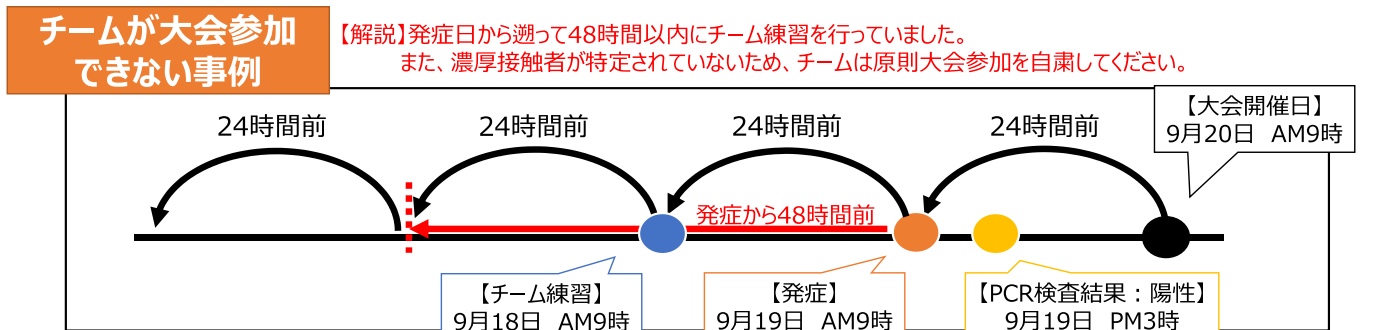 チームが大会参加
できない事例
【解説】発症日から遡って48時間以内にチーム練習を行っていました。
また、濃厚接触者が特定されていないため、チームは原則大会参加を自粛してください。
24時間前
24時間前
24時間前
24時間前
【大会開催日】
9月20日 AM9時
発症から48時間前
【チーム練習】
9月18日 AM9時
【発症】
9月19日 AM9時
【PCR検査結果：陽性】
9月19日 PM3時